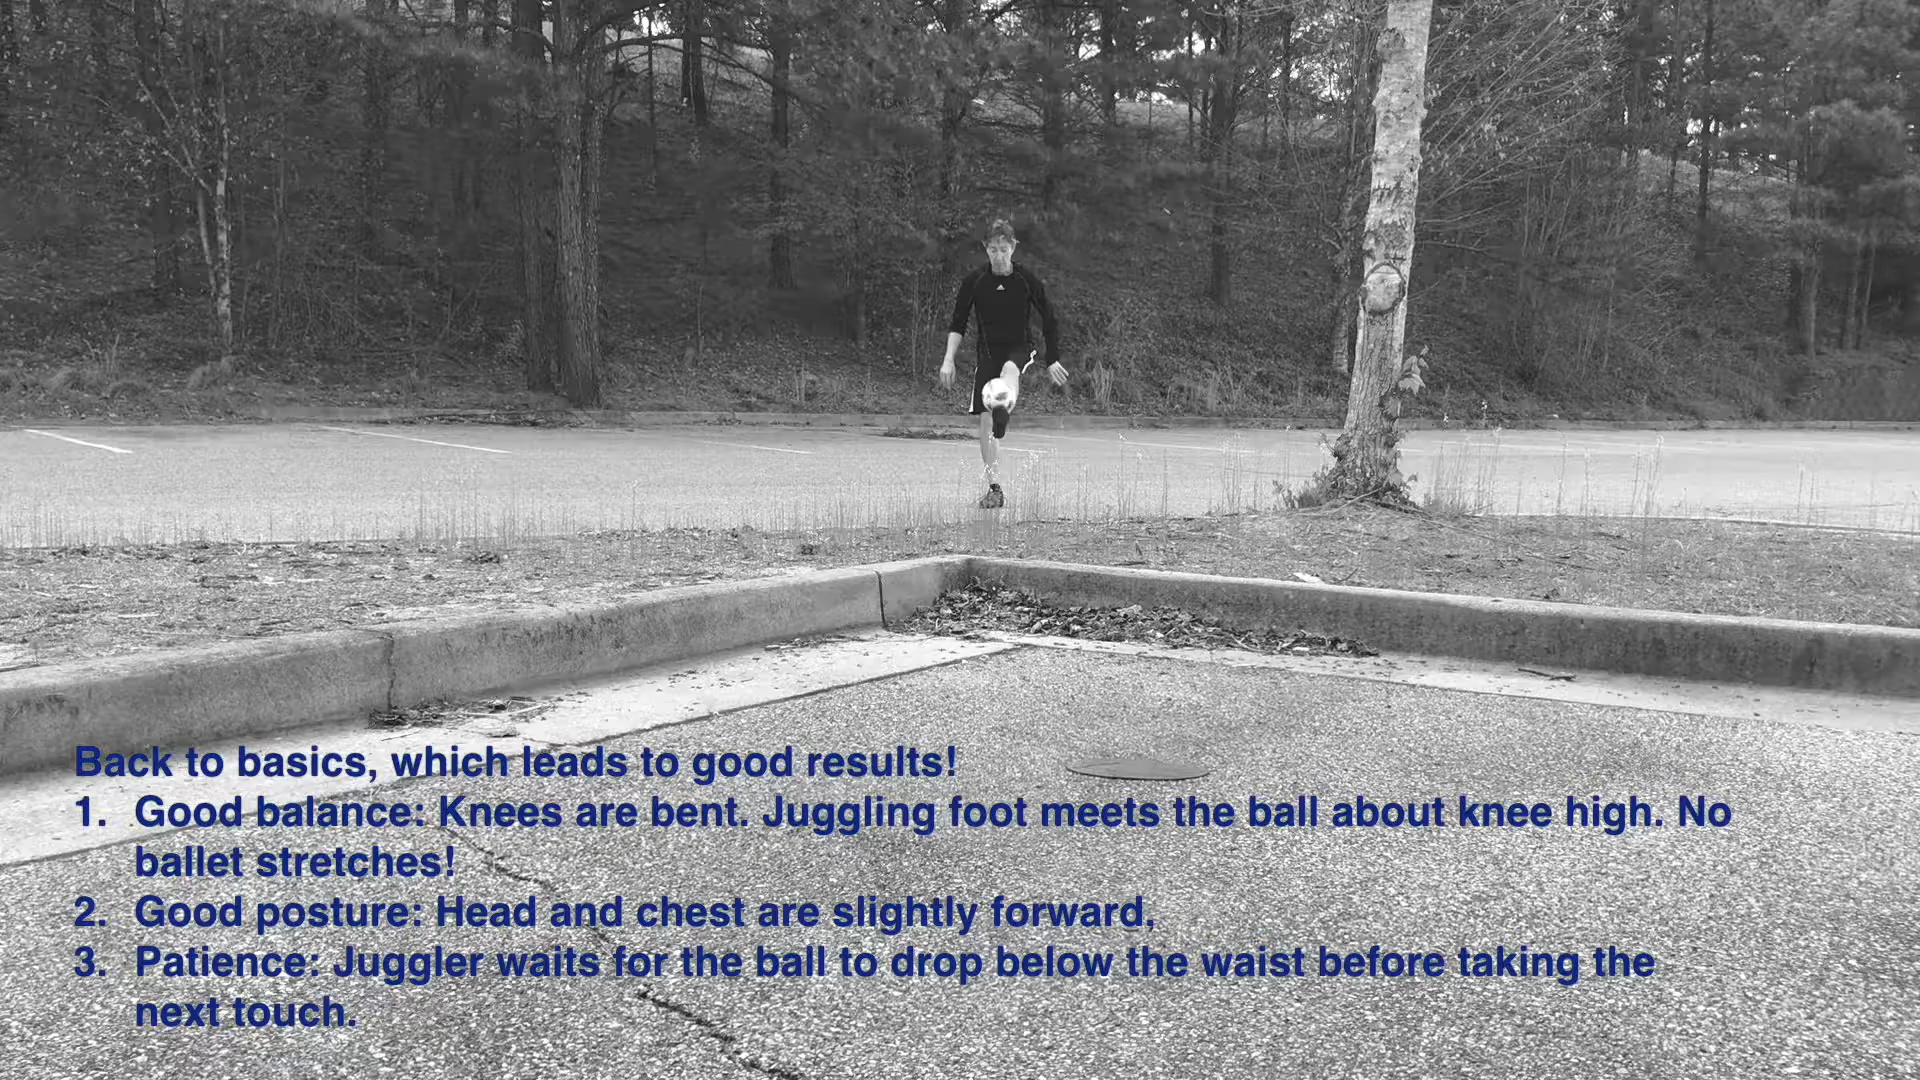 Back to basics, which leads to good results!
1. Good balance: Knees are bent. Juggling foot meets the ball about knee high. No
ballet stretches!
2. Good posture: Head and chest are slightly forward,
3. Patience: Juggler waits for the ball to drop below the waist before taking the
next touch.